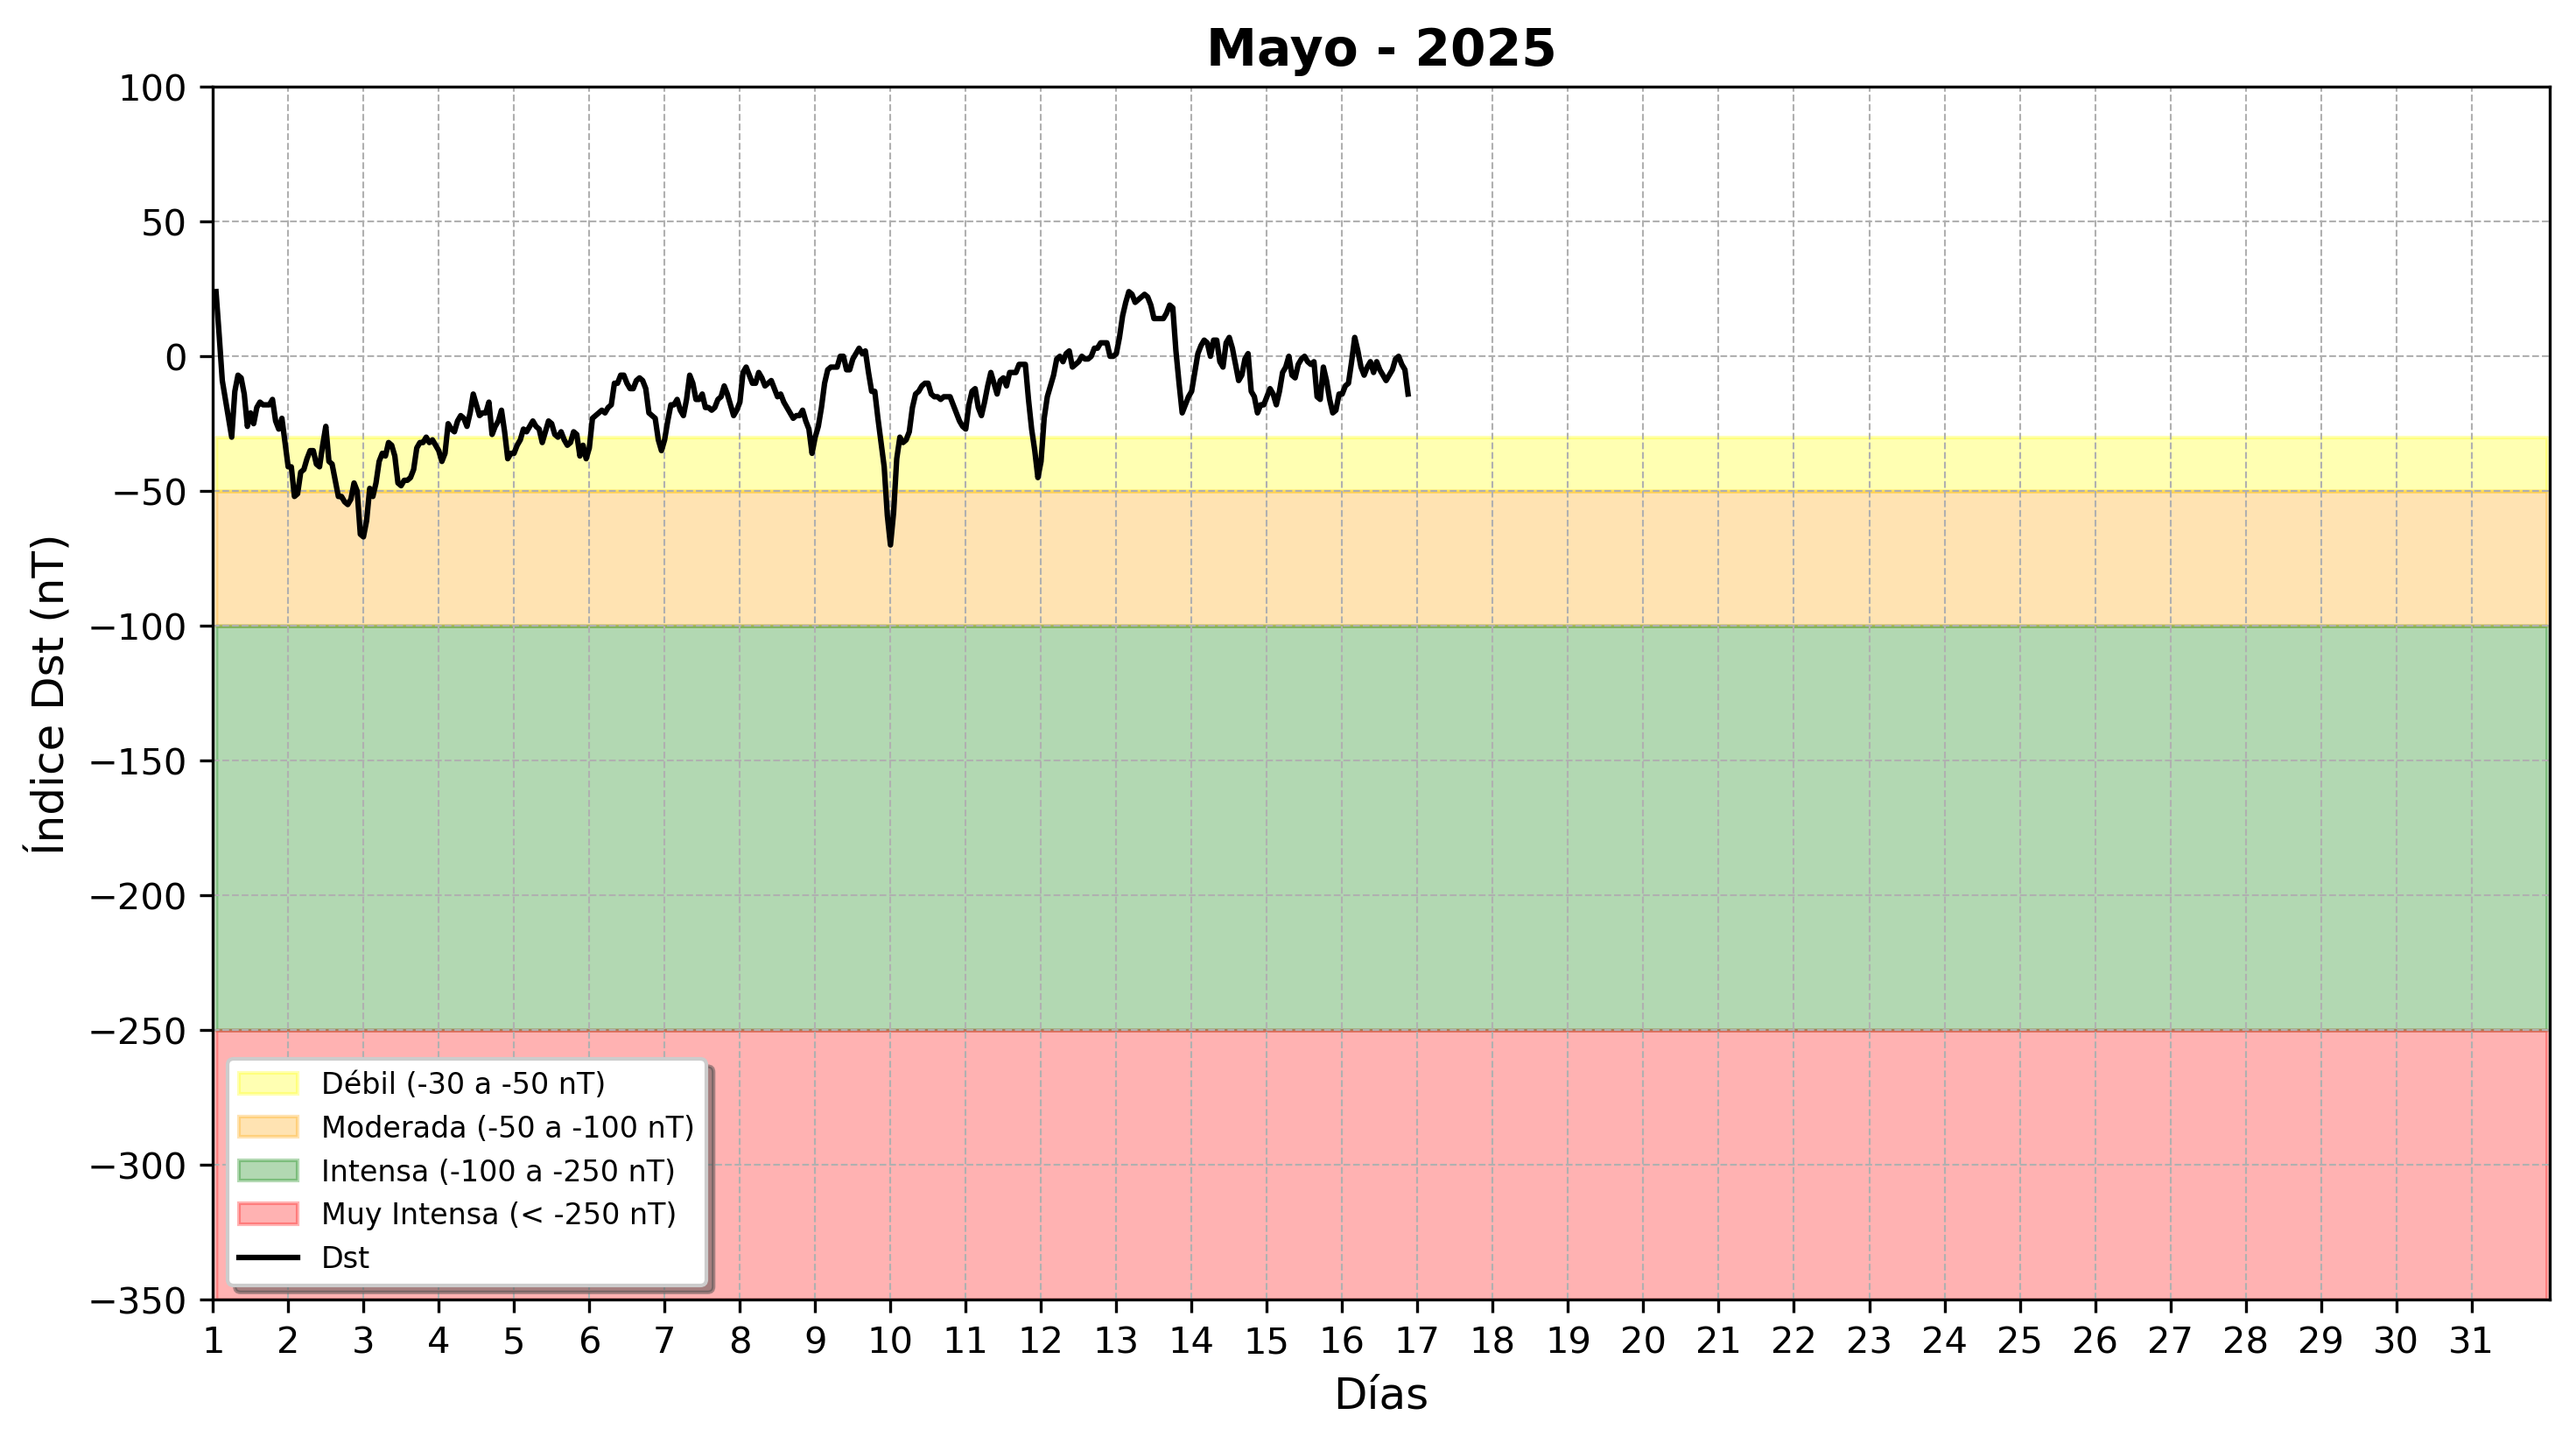 Mayo - 2025
Índice Dst (nT)
100
50
0
−50
−100
−150
−200
−250
−300
−350
Débil (-30 a -50 nT)
Moderada (-50 a -100 nT)
Intensa (-100 a -250 nT)
Muy Intensa (< -250 nT)
Dst
1 2 3 4 5 6 7 8 9 10 11 12 13 14 15 16 17 18 19 20 21 22 23 24 25 26 27 28 29 30 31
Días